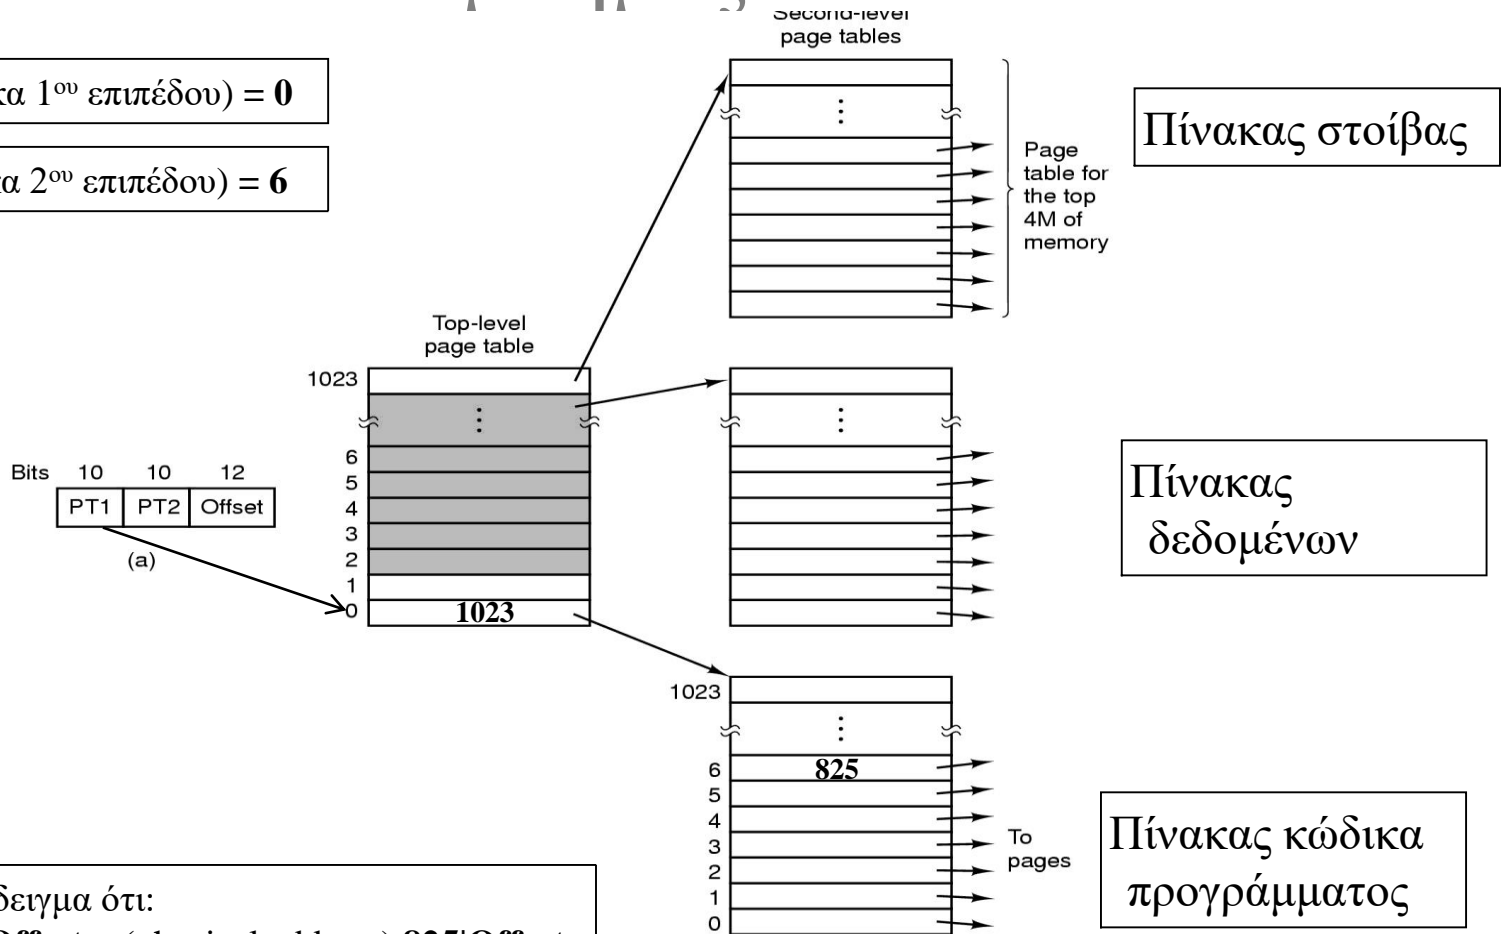 Second-level
page tables
κα 1ου επιπέδου) = 0
Πίνακας στοίβας
κα 2ου επιπέδου) = 6
Page
table for
the top
4M of
memory
Top-level
page table
1023
6
5
4
3
2
1
0
1023
Bits 10 10 12
PT1 PT2 Offset
(a)
Πίνακας
δεδομένων
1023
6
5
4
3
2
1
0
825
To
pages
Πίνακας κώδικα
προγράμματος
δειγμα ότι: